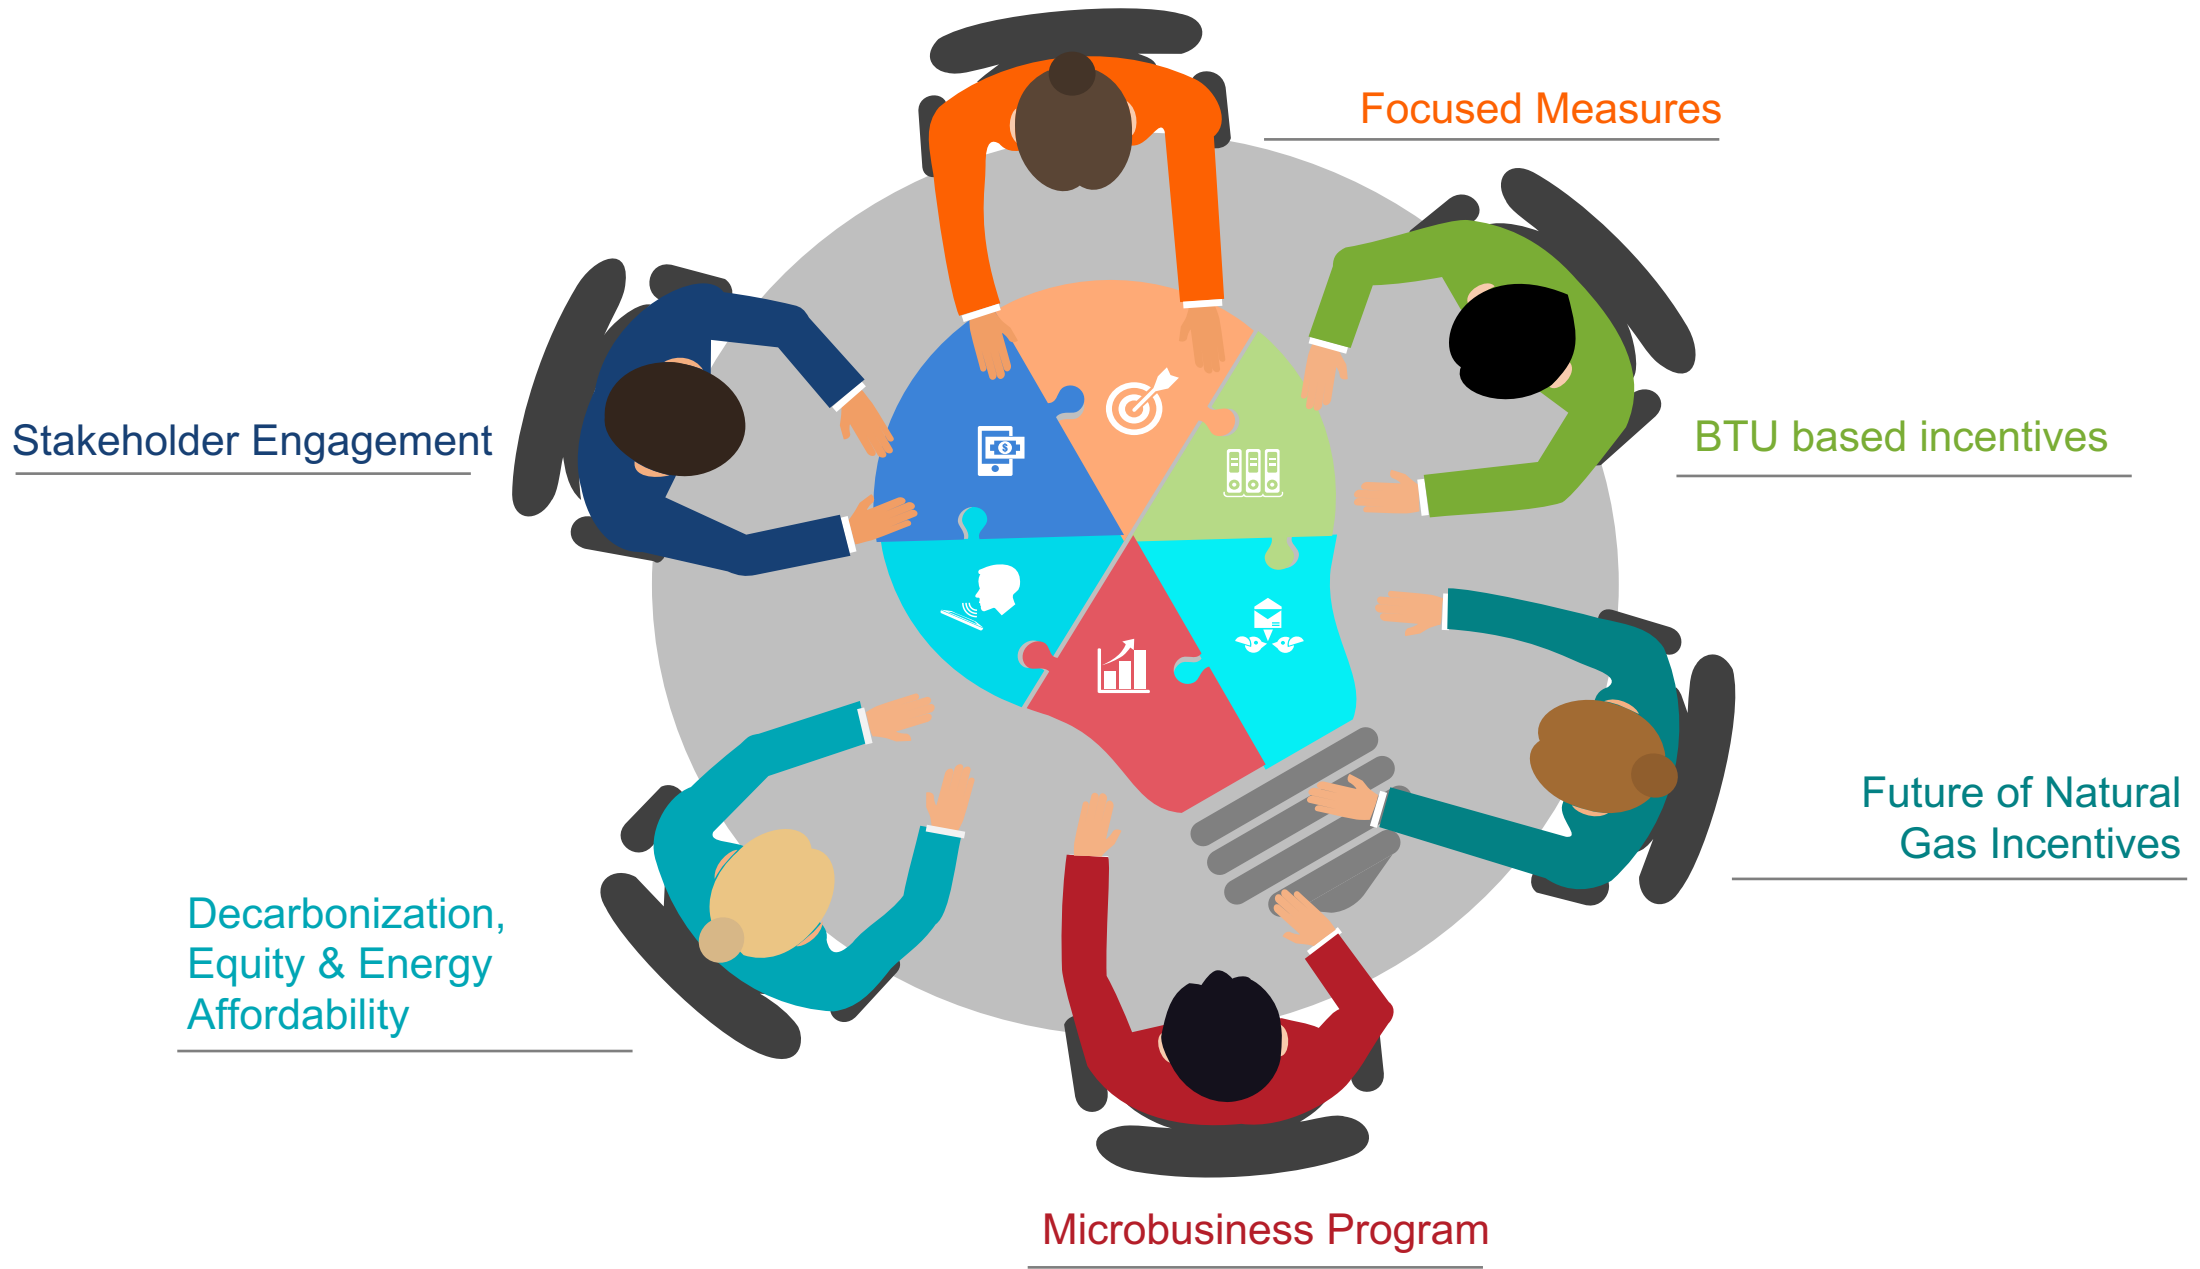 Focused Measures
Stakeholder Engagement
BTU based incentives
Future of Natural
Gas Incentives
Decarbonization,
Equity & Energy
Affordability
Microbusiness Program
$